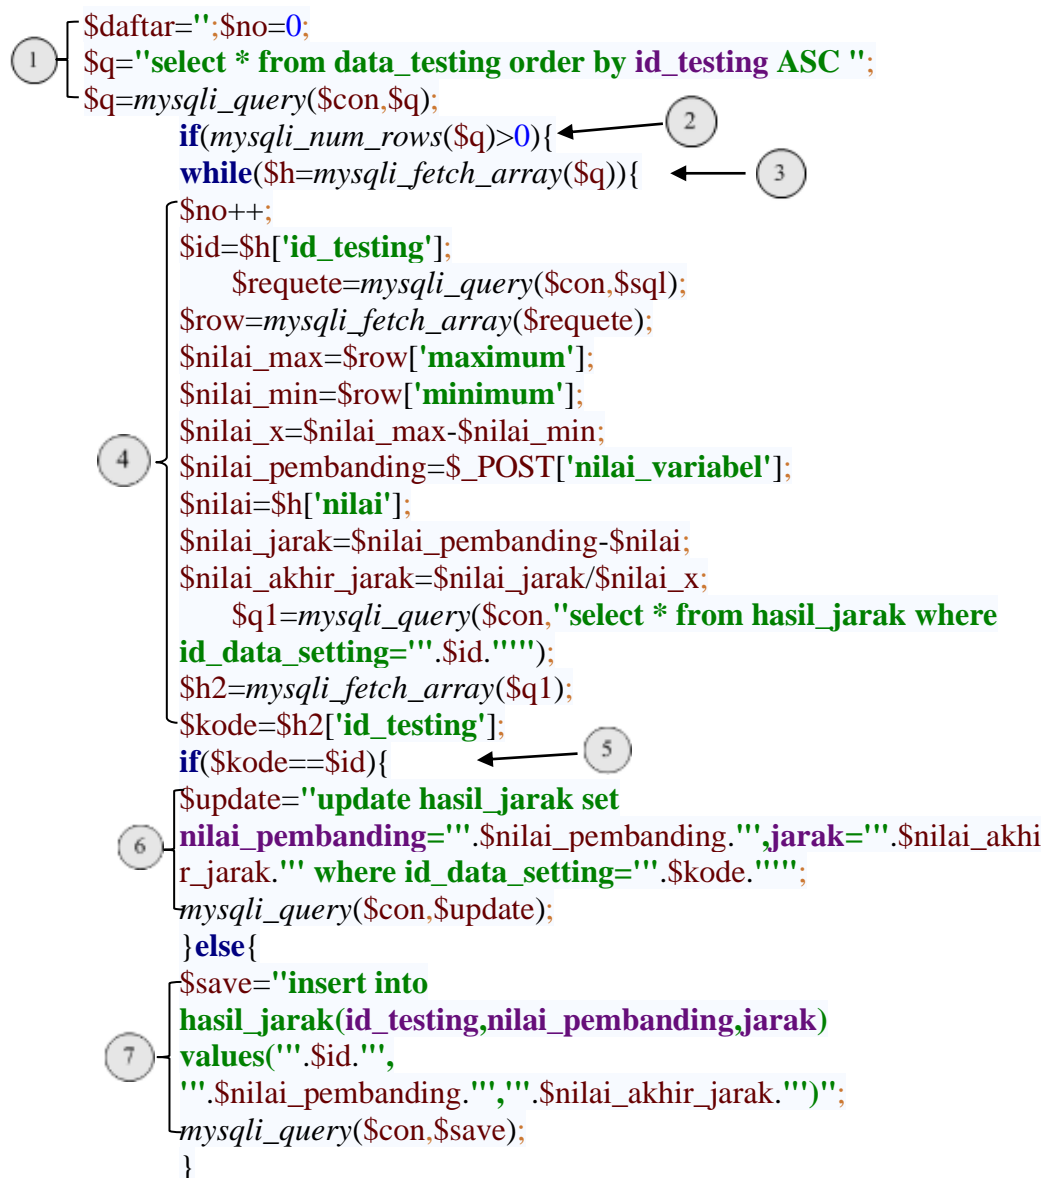 $daftar='';$no=0;
1
$q="select * from data_testing order by id_testing ASC ";
$q=mysqli_query($con,$q);
2
if(mysqli_num_rows($q)>0){
3
while($h=mysqli_fetch_array($q)){
$no++;
$id=$h['id_testing'];
$requete=mysqli_query($con,$sql);
$row=mysqli_fetch_array($requete);
$nilai_max=$row['maximum'];
$nilai_min=$row['minimum'];
$nilai_x=$nilai_max-$nilai_min;
4
$nilai_pembanding=$_POST['nilai_variabel'];
$nilai=$h['nilai'];
$nilai_jarak=$nilai_pembanding-$nilai;
$nilai_akhir_jarak=$nilai_jarak/$nilai_x;
$q1=mysqli_query($con,"select * from hasil_jarak where
id_data_setting='".$id."'");
$h2=mysqli_fetch_array($q1);
$kode=$h2['id_testing'];
5
if($kode==$id){
$update="update hasil_jarak set
6
nilai_pembanding='".$nilai_pembanding."',jarak='".$nilai_akhi
r_jarak."' where id_data_setting='".$kode."'";
mysqli_query($con,$update);
}else{
$save="insert into
hasil_jarak(id_testing,nilai_pembanding,jarak)
7
values('".$id."',
'".$nilai_pembanding."','".$nilai_akhir_jarak."')";
mysqli_query($con,$save);
}